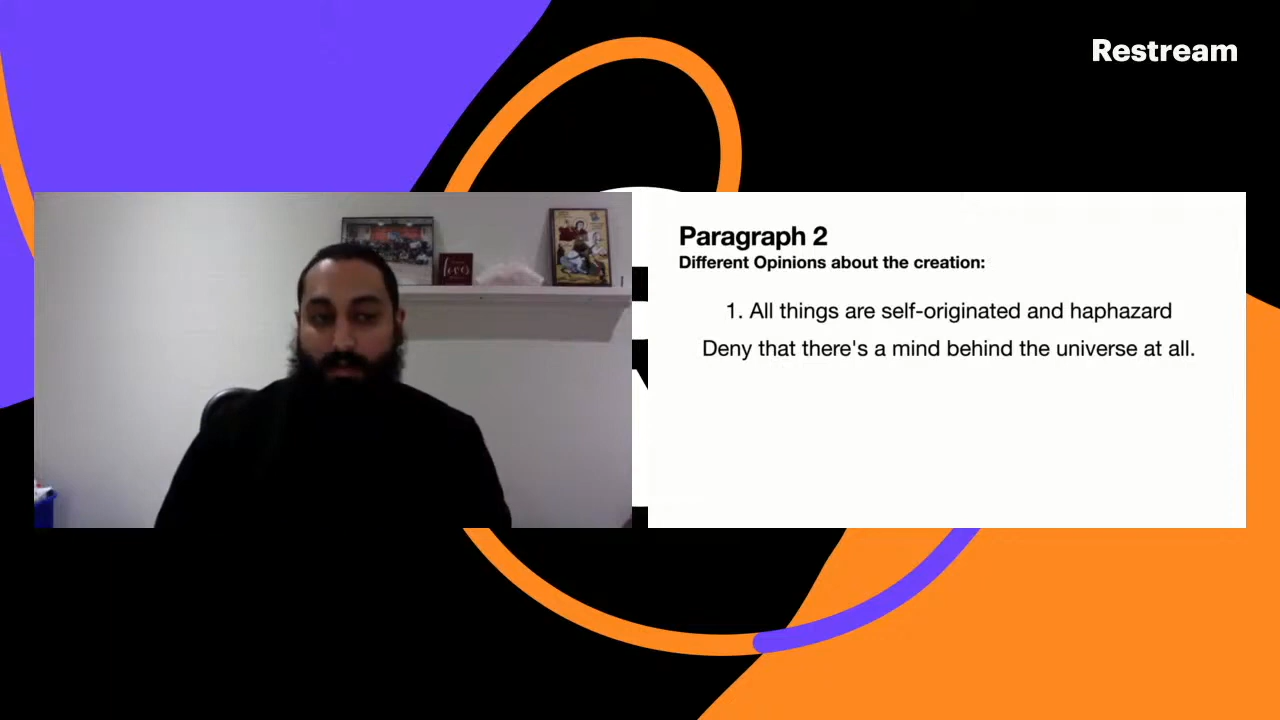 Restream
Paragraph 2
Different Opinions about the creation:
1. All things are self-originated and haphazard
Deny that there's a mind behind the universe at all.
loves